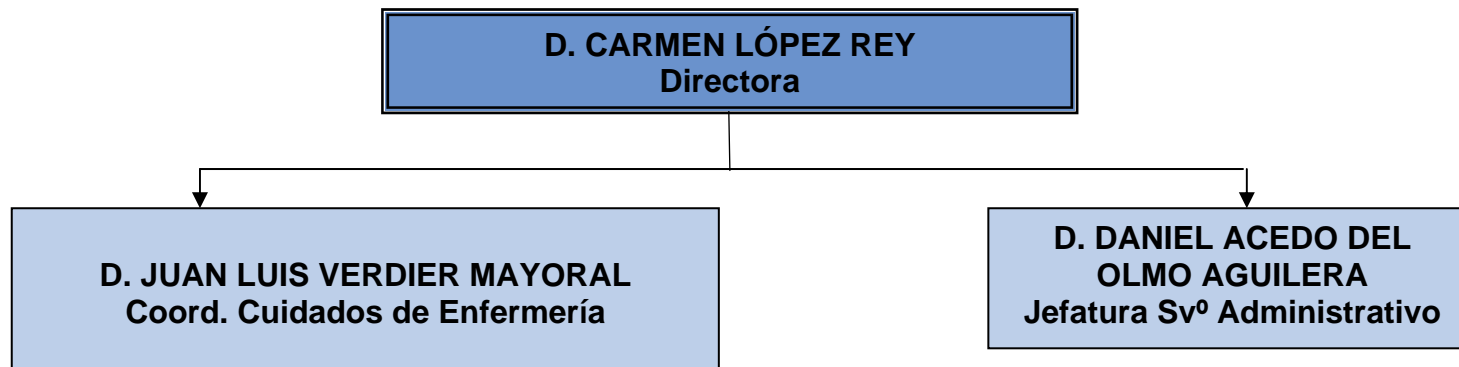 D. CARMEN LÓPEZ REY
Directora
D. JUAN LUIS VERDIER MAYORAL
Coord. Cuidados de Enfermería
D. DANIEL ACEDO DEL
OLMO AGUILERA
Jefatura Svº Administrativo